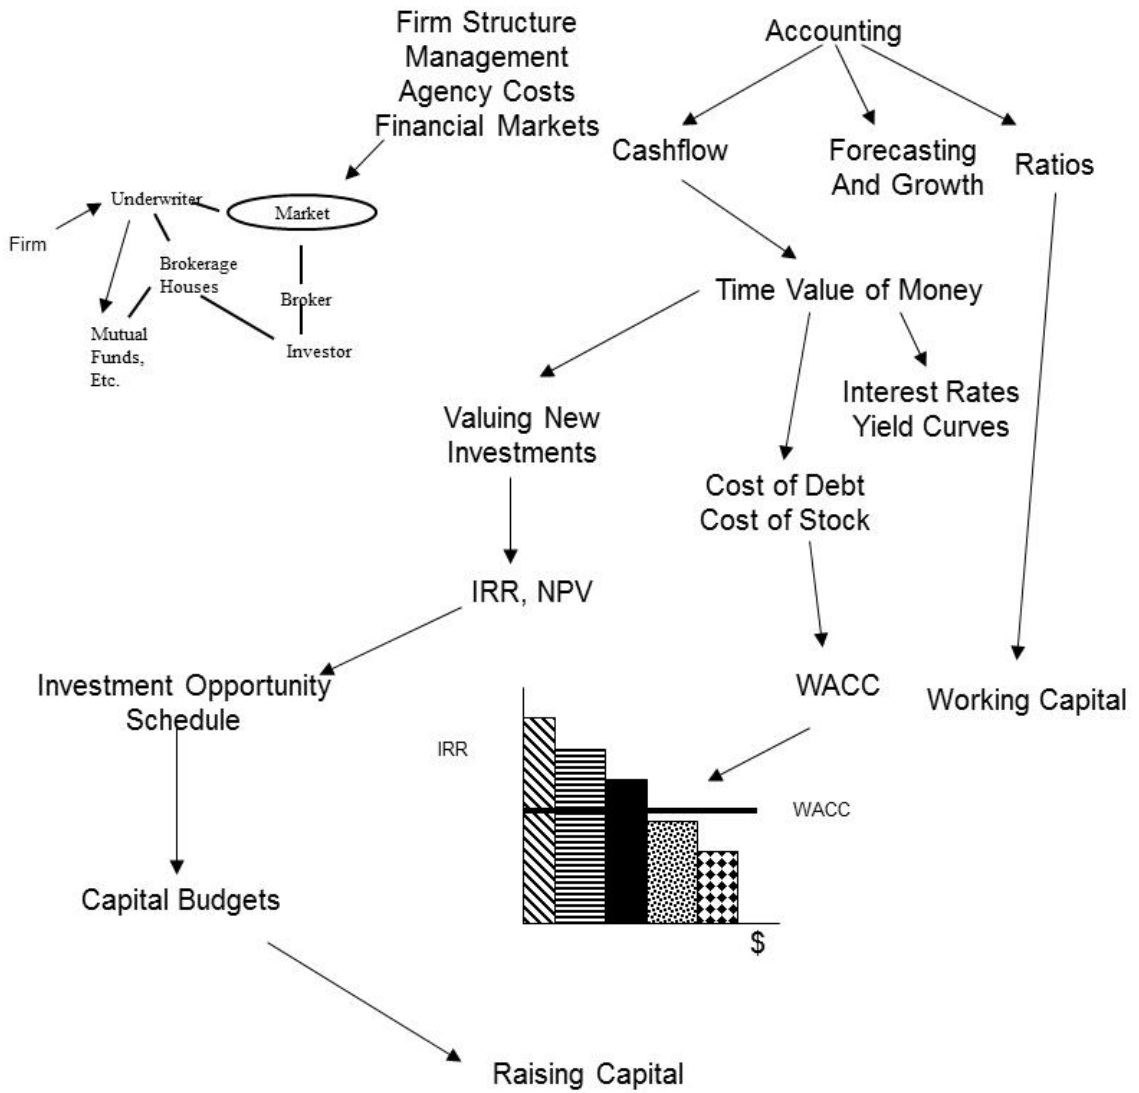 Firm Structure
Management
Agency Costs
Financial Markets
Accounting
Cashflow
Forecasting
And Growth
Ratios
Underwriter
Market
Firm
Brokerage
Houses
Broker
Mutual
Funds,
Etc.
Investor
Time Value of Money
Interest Rates
Yield Curves
Valuing New
Investments
Cost of Debt
Cost of Stock
IRR, NPV
Investment Opportunity
Schedule
WACC
Working Capital
IRR
WACC
Capital Budgets
$
Raising Capital